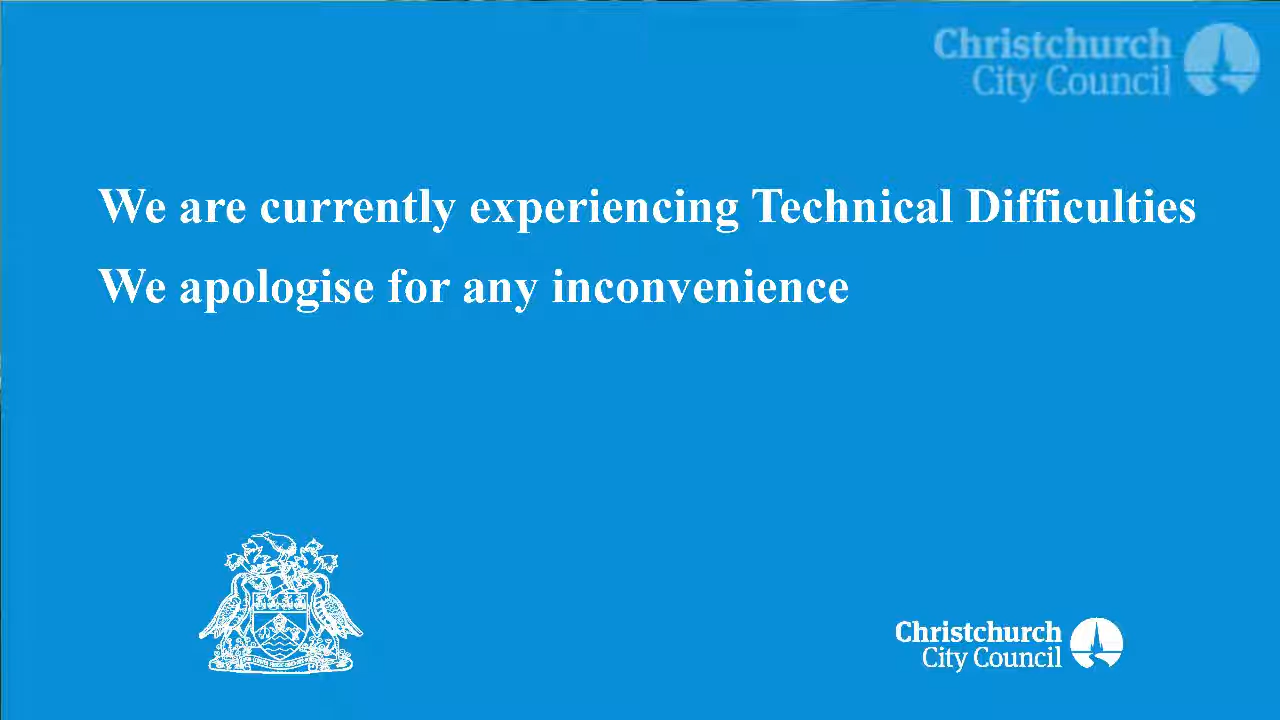 Christchurch
City Council
We are currently experiencing Technical Difficulties
We apologise for any inconvenience
Christchurch
City Council